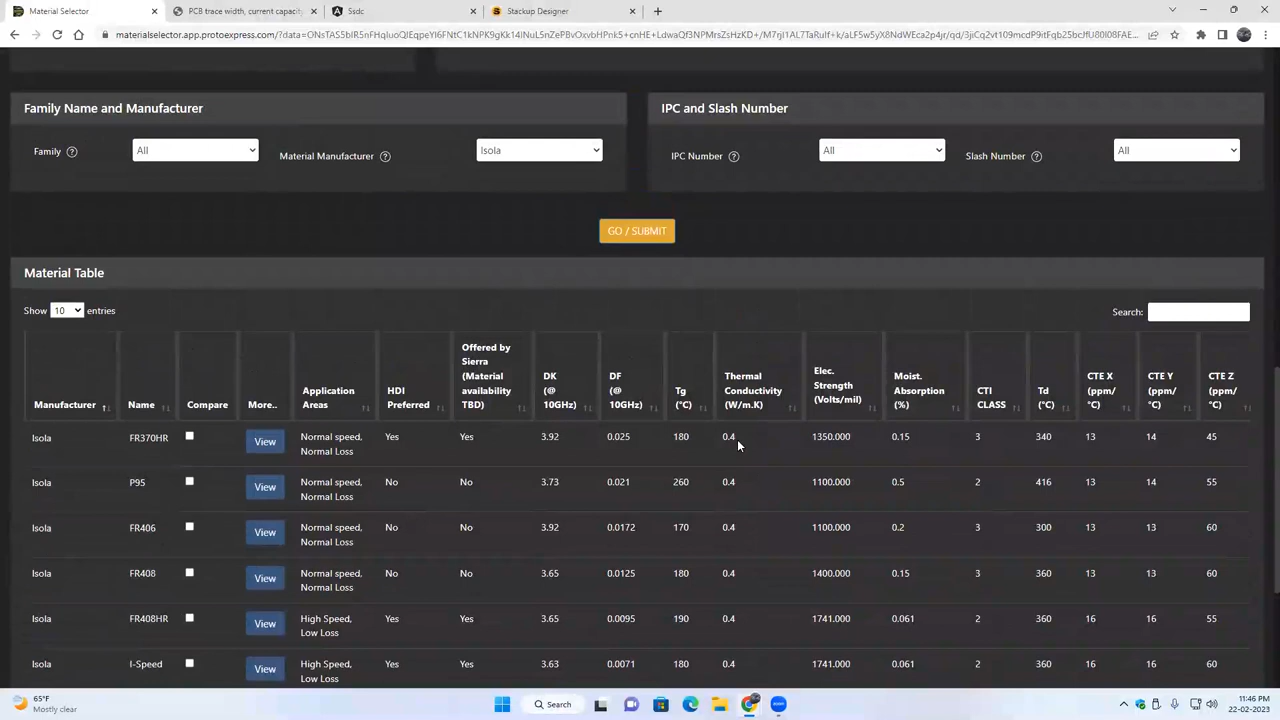 Material Selector
PCB trace width, current capacit
Ssdc
Stackup Designer
Family Name and Manufacturer
IPC and Slash Number
Family ? All Material Manufacturer ? Isola
IPC Number ? All Slash Number ? All
GO / SUBMIT
Material Table
Show 10 entries
Search:
Manufacturer Name Compare More.. Application Areas HDI Preferred Offered by Sierra (Material availability TBD) DK (@ 10GHz) DF (@ 10GHz) Tg (°C) Thermal Conductivity (W/m.K) Elec. Strength (Volts/mil) Moist. Absorption (%) CTI CLASS Td (°C) CTE X (ppm/°C) CTE Y (ppm/°C) CTE Z (ppm/°C)
Isola FR370HR View Normal speed, Normal Loss Yes Yes 3.92 0.025 180 0.4 1350.000 0.15 3 340 13 14 45
Isola P95 View Normal speed, Normal Loss No No 3.73 0.021 260 0.4 1100.000 0.5 2 416 13 14 55
Isola FR406 View Normal speed, Normal Loss No No 3.92 0.0172 170 0.4 1100.000 0.2 3 300 13 13 60
Isola FR408 View Normal speed, Normal Loss No No 3.65 0.0125 180 0.4 1400.000 0.15 3 360 13 13 60
Isola FR408HR View High Speed, Low Loss Yes Yes 3.65 0.0095 190 0.4 1741.000 0.061 2 360 16 16 55
Isola I-Speed View High Speed, Low Loss Yes Yes 3.63 0.0071 180 0.4 1741.000 0.061 2 360 16 16 60
65°F
Mostly clear
Search
11:46 PM
22-02-2023